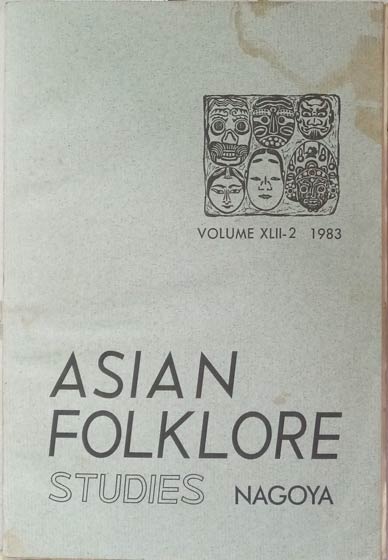 VOLUME XLII-2 1983
ASIAN
FOLKLORE
STUDIES NAGOYA